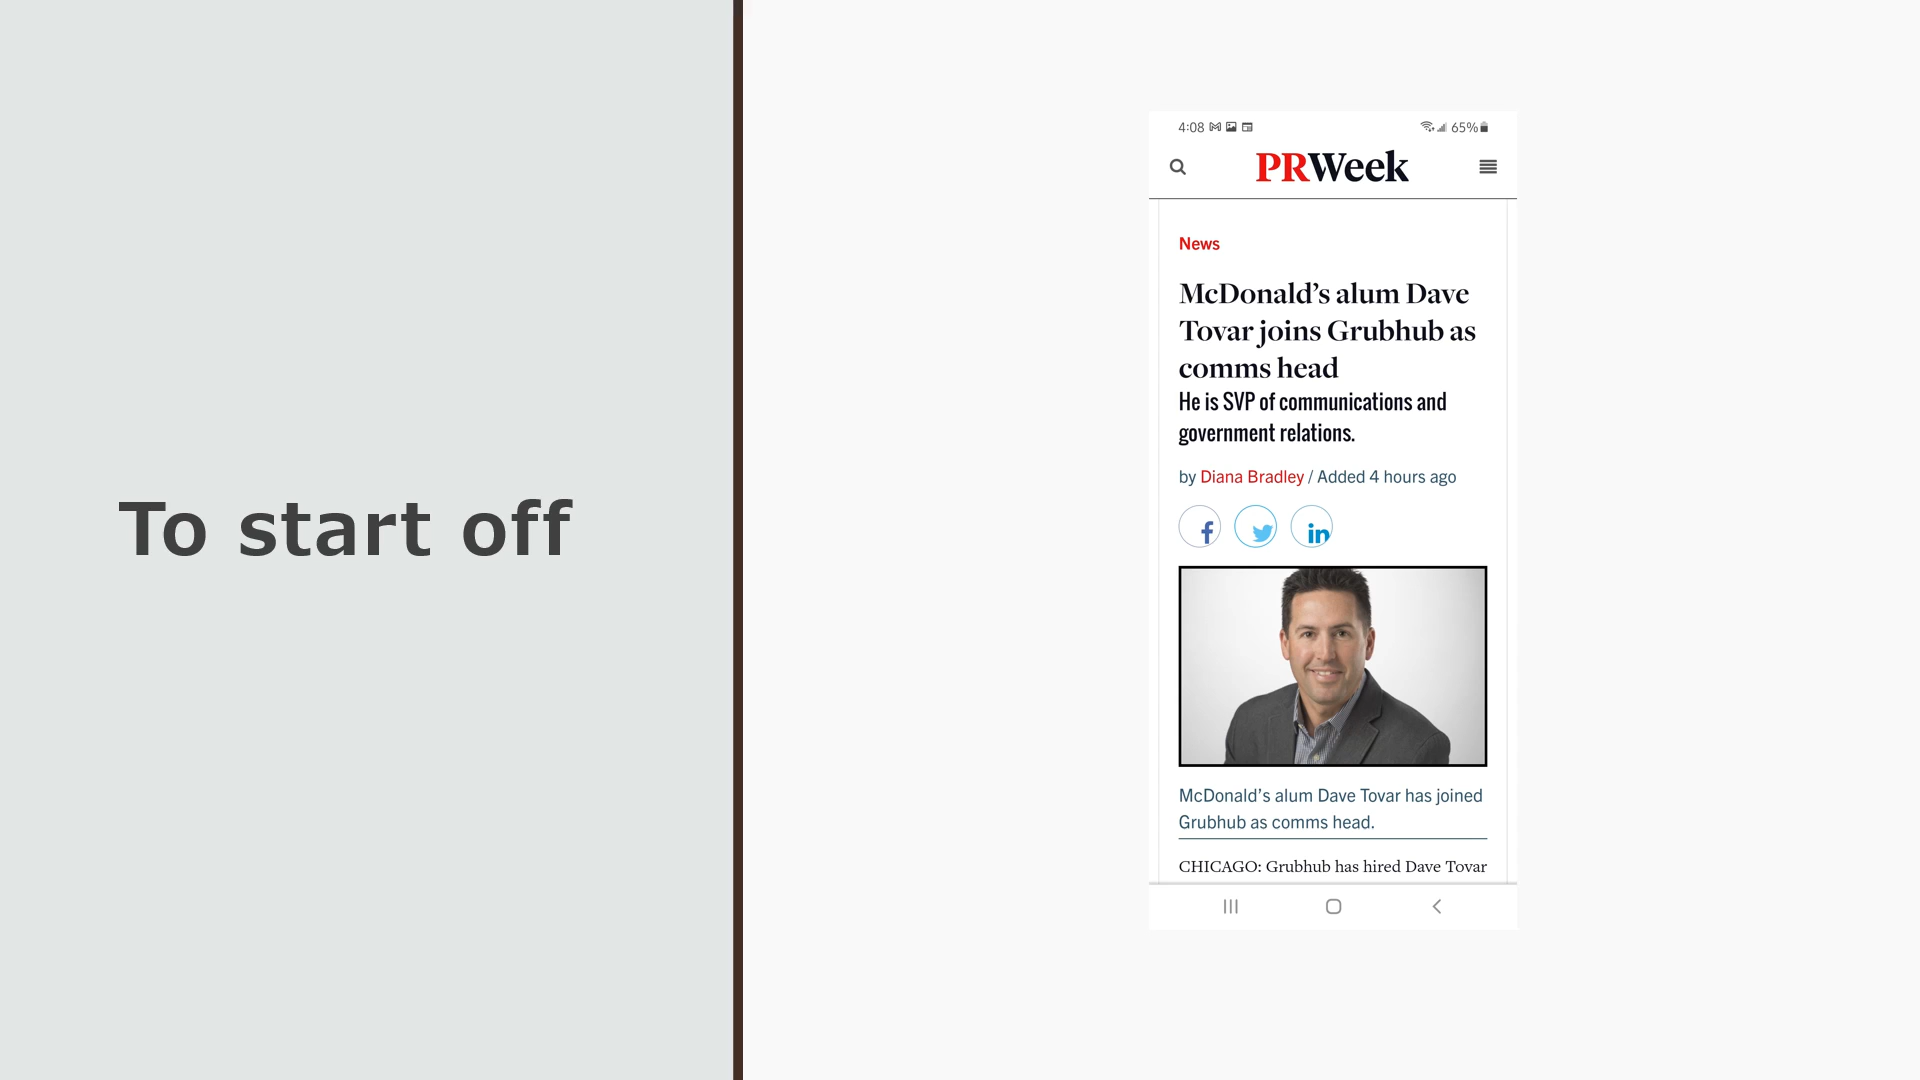 To start off
4:08
65%
PRWeek
News
McDonald’s alum Dave
Tovar joins Grubhub as
comms head
He is SVP of communications and
government relations.
by Diana Bradley / Added 4 hours ago
McDonald’s alum Dave Tovar has joined
Grubhub as comms head.
CHICAGO: Grubhub has hired Dave Tovar